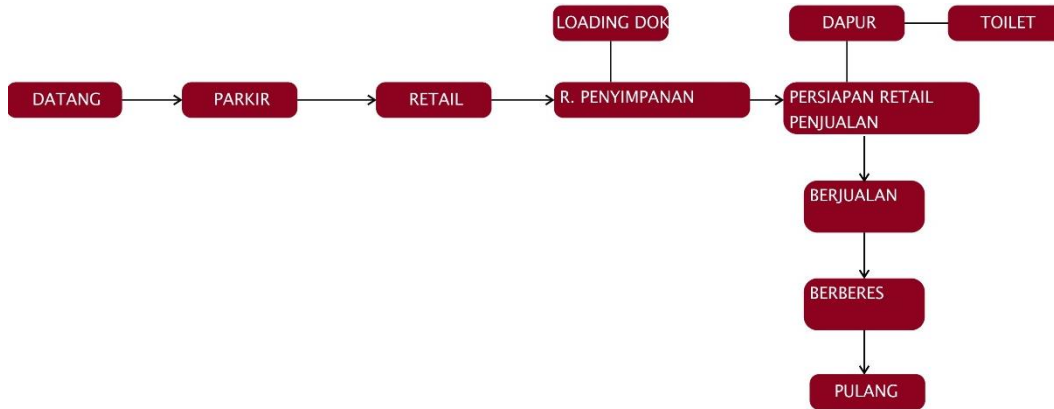 LOADING DOK
DAPUR
TOILET
DATANG
PARKIR
RETAIL
R. PENYIMPANAN
PERSIAPAN RETAIL
PENJUALAN
BERJUALAN
BERBERES
PULANG